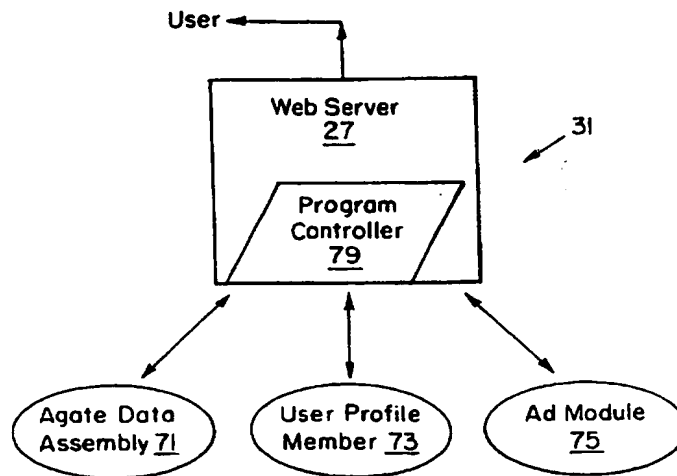 User
Web Server
27
31
Program
Controller
79
Agate Data
Assembly 71
User Profile
Member 73
Ad Module
75